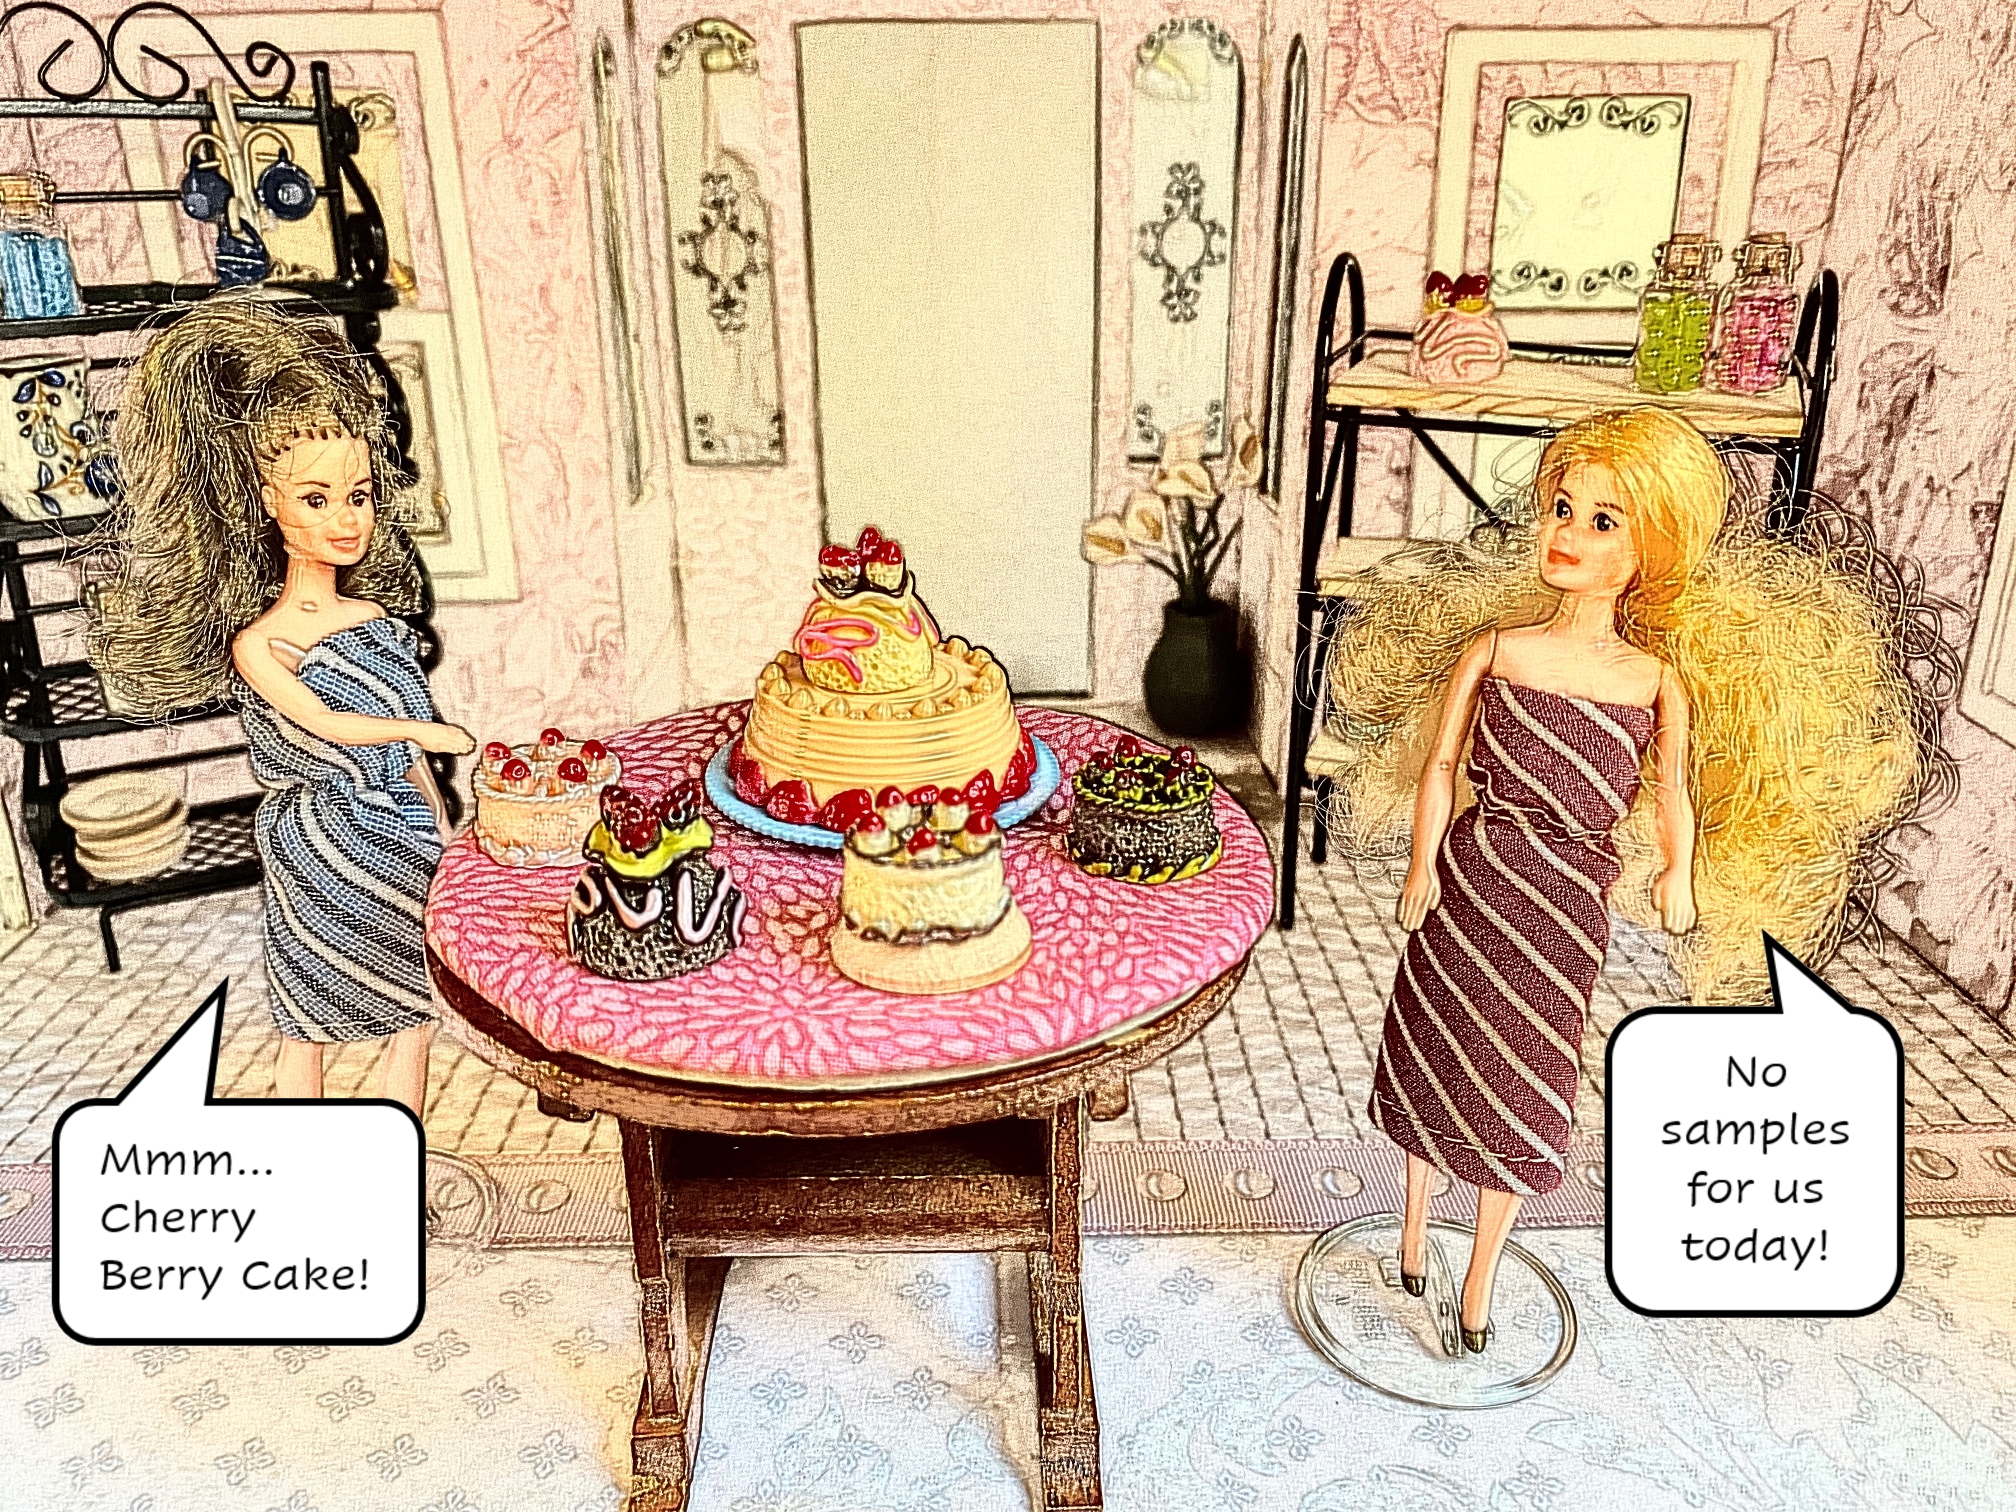 Mmm...
Cherry
Berry Cake!
No
samples
for us
today!